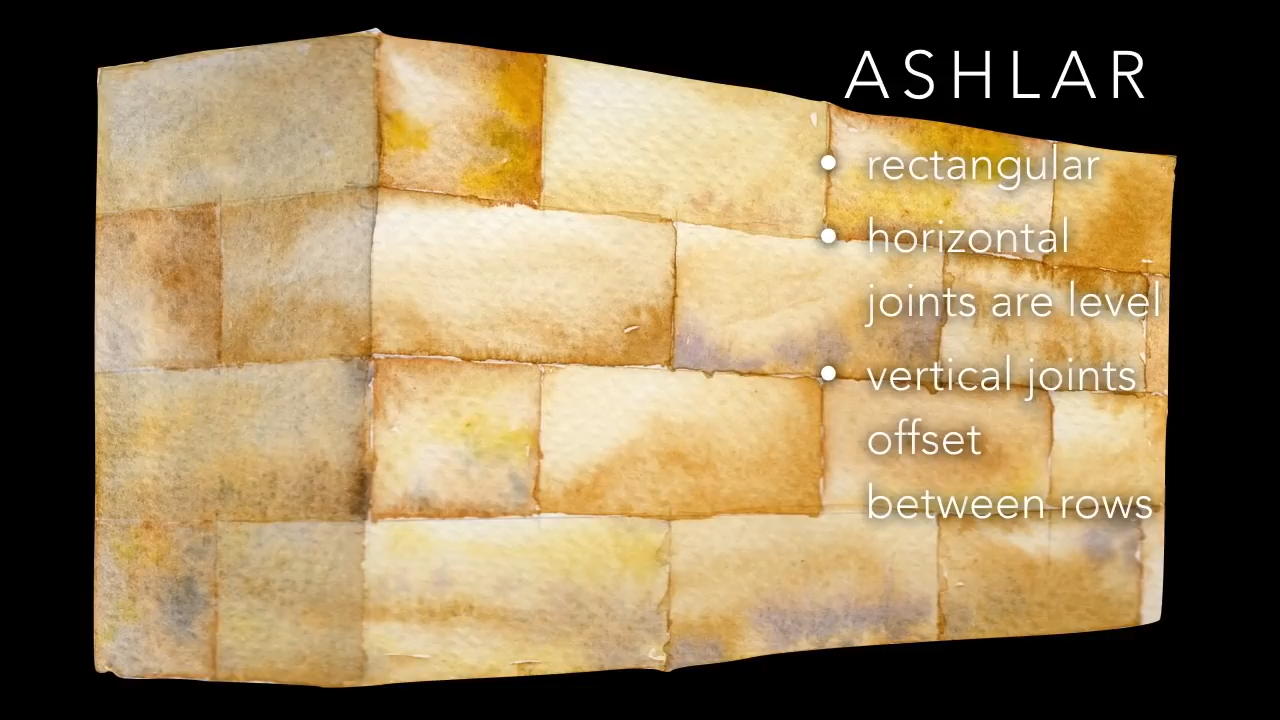 ASHLAR
• rectangular
• horizontal
joints are level
• vertical joints
offset
between rows